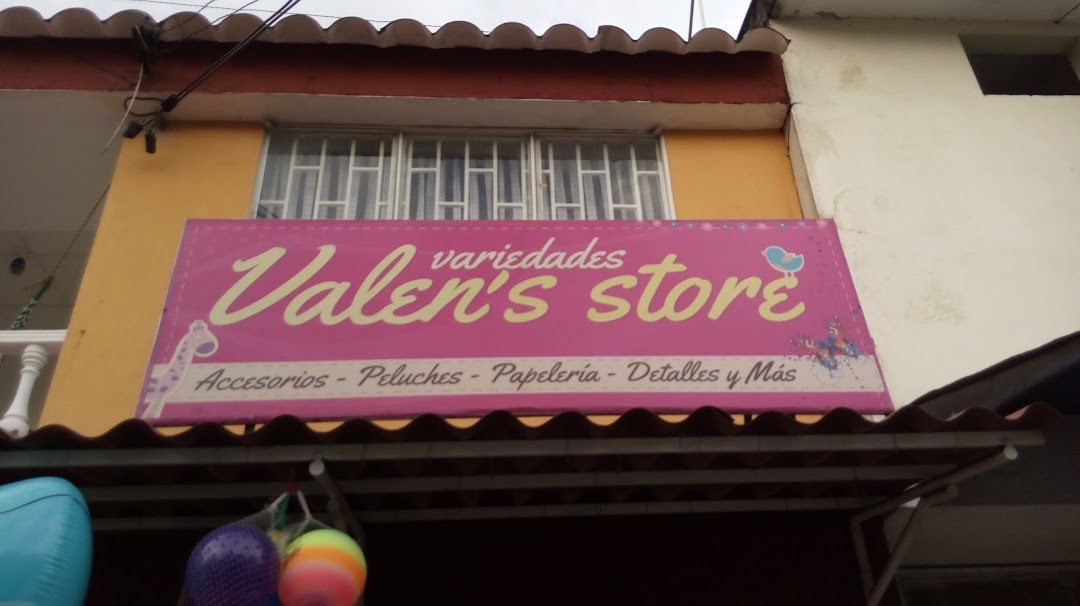 variedades
Valen's store
Accesorios - Peluches - Papelería - Detalles y Más